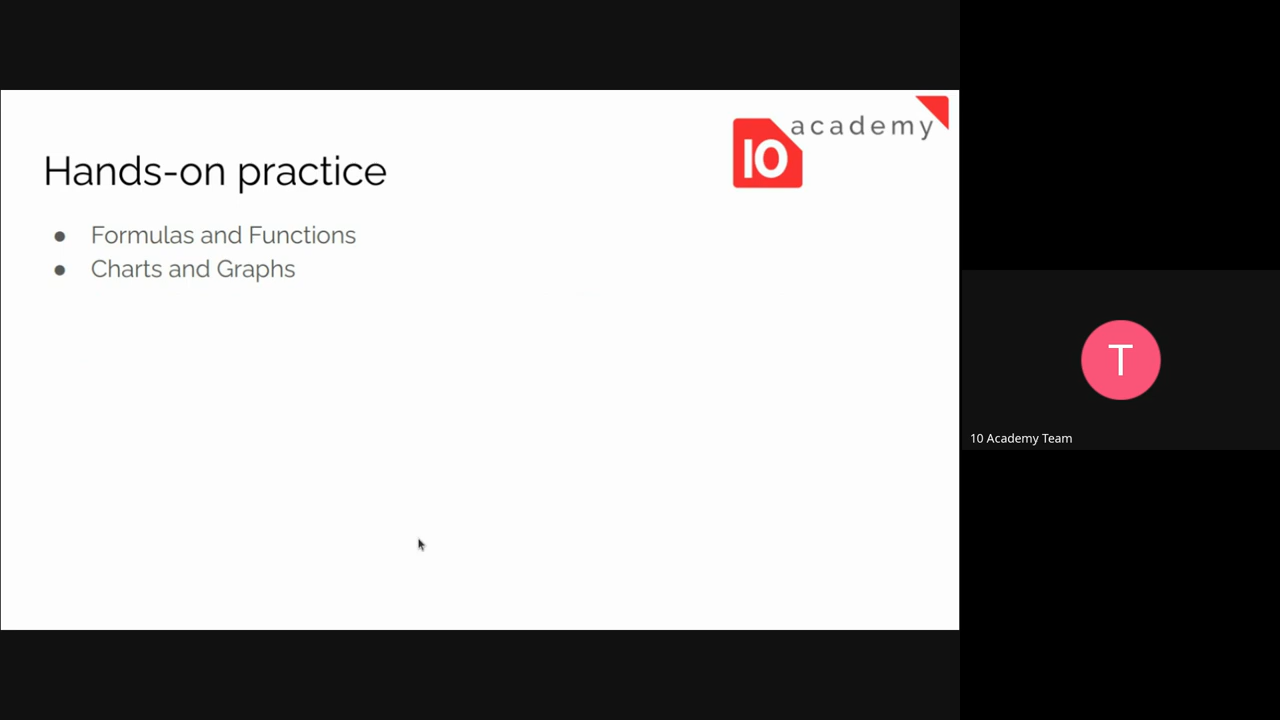 academy
10
Hands-on practice
● Formulas and Functions
● Charts and Graphs
T
10 Academy Team